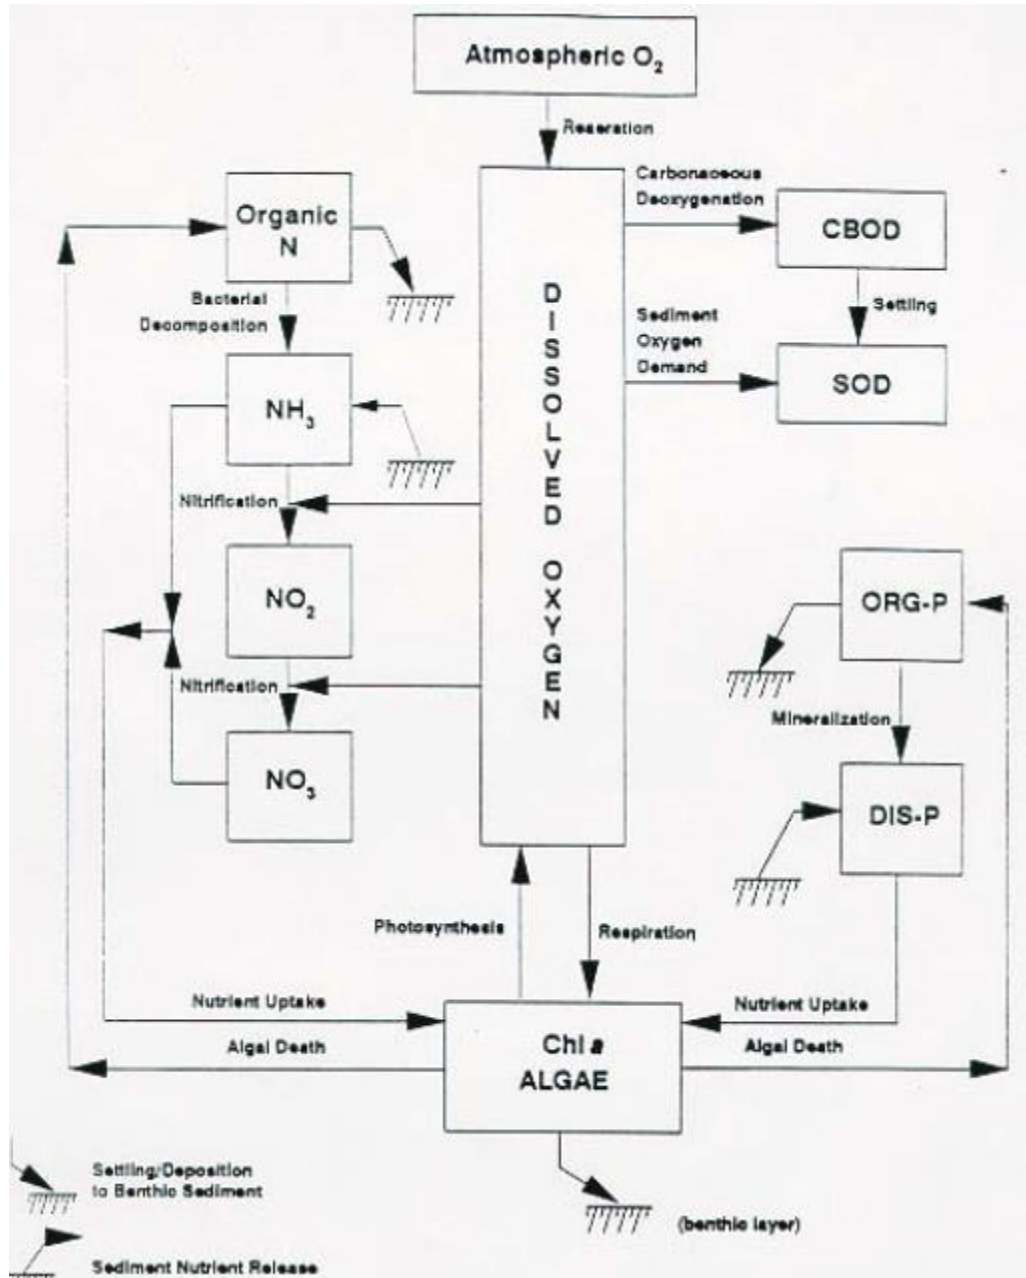 Atmospheric O₂
Reaeration
Carbonaceous
Deoxygenation
CBOD
Settling
Sediment
Oxygen
Demand
SOD
Organic
N
Bacterial
Decomposition
NH₃
Nitrification
NO₂
Nitrification
NO₃
DISSOLVED OXYGEN
ORG-P
Mineralization
DIS-P
Photosynthesis
Respiration
Nutrient Uptake
Nutrient Uptake
Algal Death
Algal Death
Chl a
ALGAE
Settling/Deposition
to Benthic Sediment
(benthic layer)
Sediment Nutrient Release